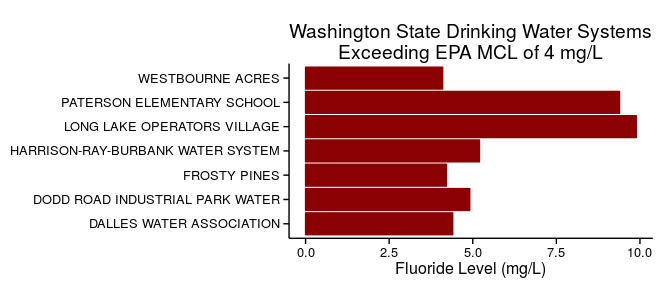 Washington State Drinking Water Systems
Exceeding EPA MCL of 4 mg/L
WESTBOURNE ACRES
PATERSON ELEMENTARY SCHOOL
LONG LAKE OPERATORS VILLAGE
HARRISON-RAY-BURBANK WATER SYSTEM
FROSTY PINES
DODD ROAD INDUSTRIAL PARK WATER
DALLES WATER ASSOCIATION
0.0 2.5 5.0 7.5 10.0
Fluoride Level (mg/L)